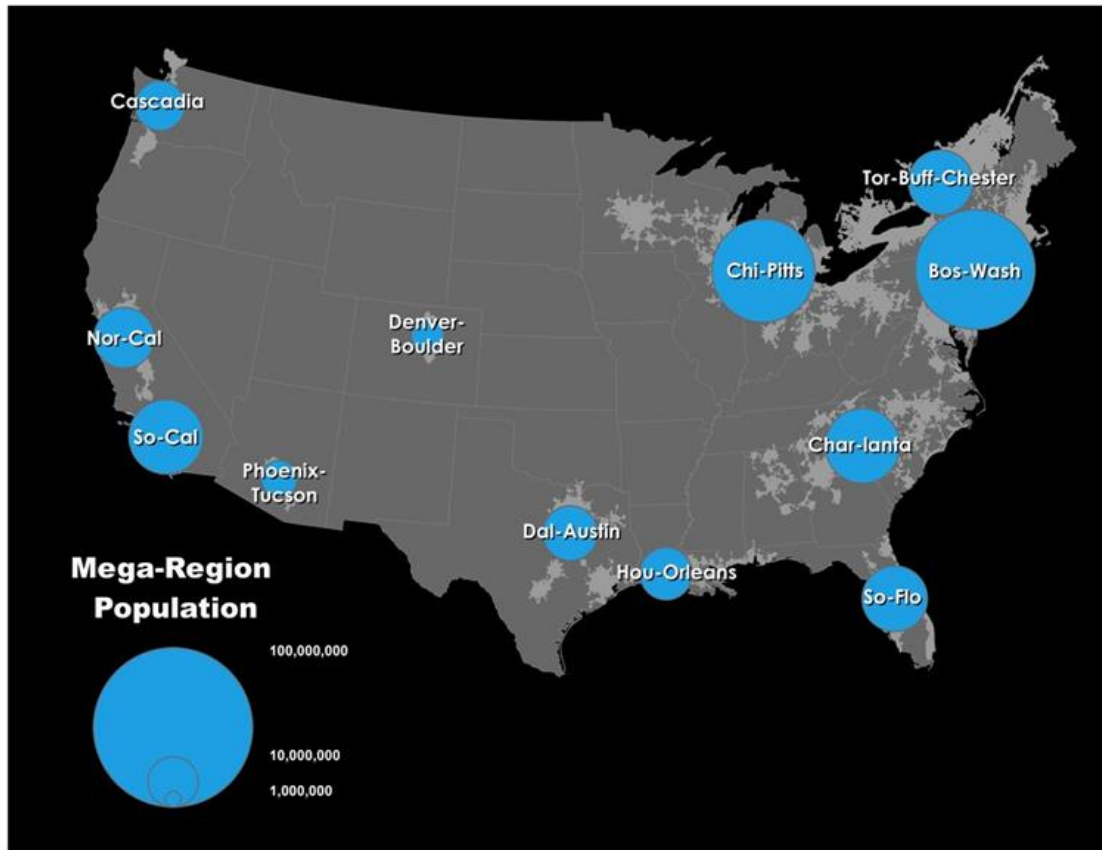 Cascadia
Tor-Buff-Chester
Chi-Pitts
Bos-Wash
Denver-
Boulder
Nor-Cal
So-Cal
Char-lanta
Phoenix-
Tucson
Dal-Austin
Hou-Orleans
So-Flo
Mega-Region
Population
100,000,000
10,000,000
1,000,000